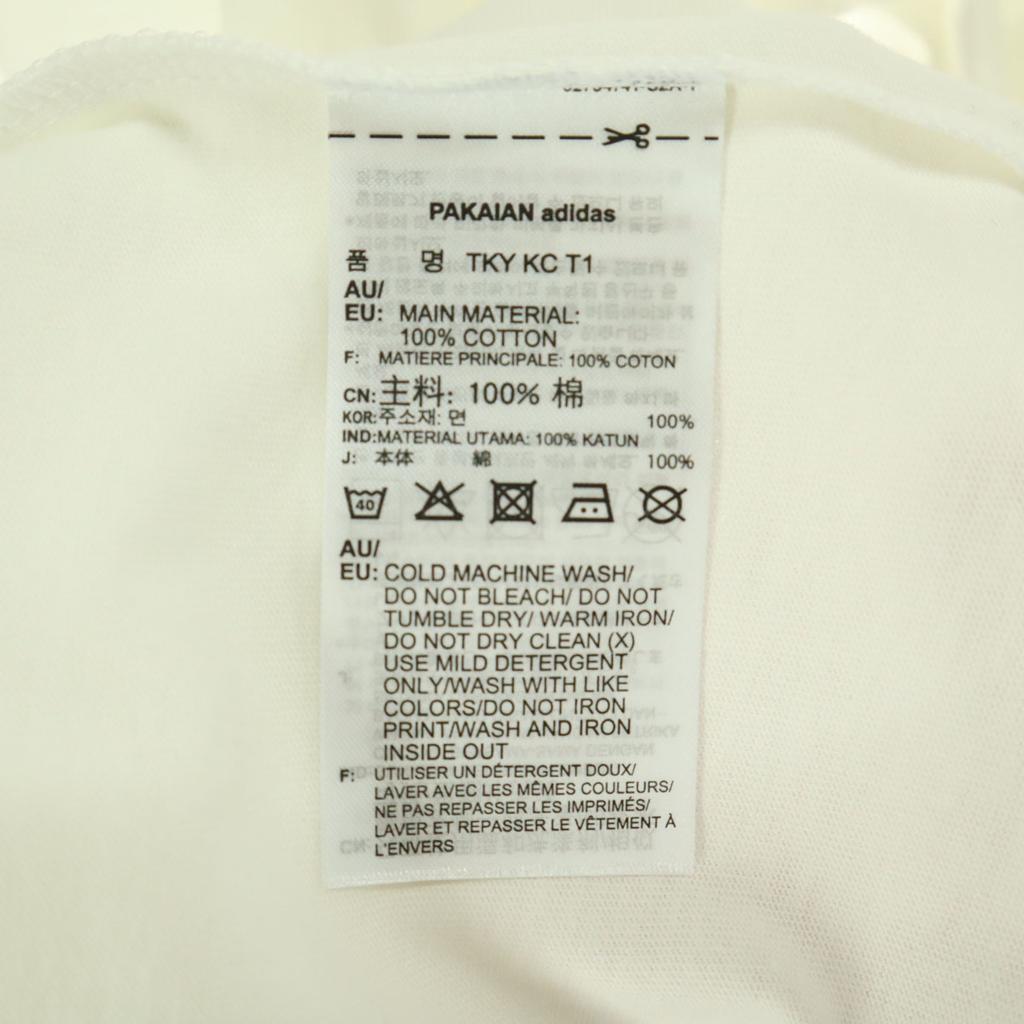 PAKAIAN adidas
품 명 TKY KC T1
AU/
EU: MAIN MATERIAL:
100% COTTON
F: MATIERE PRINCIPALE: 100% COTON
CN:主料: 100% 棉
KOR:주소재: 면 100%
IND:MATERIAL UTAMA: 100% KATUN
J: 本体 綿 100%
40
AU/
EU: COLD MACHINE WASH/
DO NOT BLEACH/ DO NOT
TUMBLE DRY/ WARM IRON/
DO NOT DRY CLEAN (X)
USE MILD DETERGENT
ONLY/WASH WITH LIKE
COLORS/DO NOT IRON
PRINT/WASH AND IRON
INSIDE OUT
F: UTILISER UN DÉTERGENT DOUX/
LAVER AVEC LES MÊMES COULEURS/
NE PAS REPASSER LES IMPRIMÉS/
LAVER ET REPASSER LE VÊTEMENT À
L'ENVERS